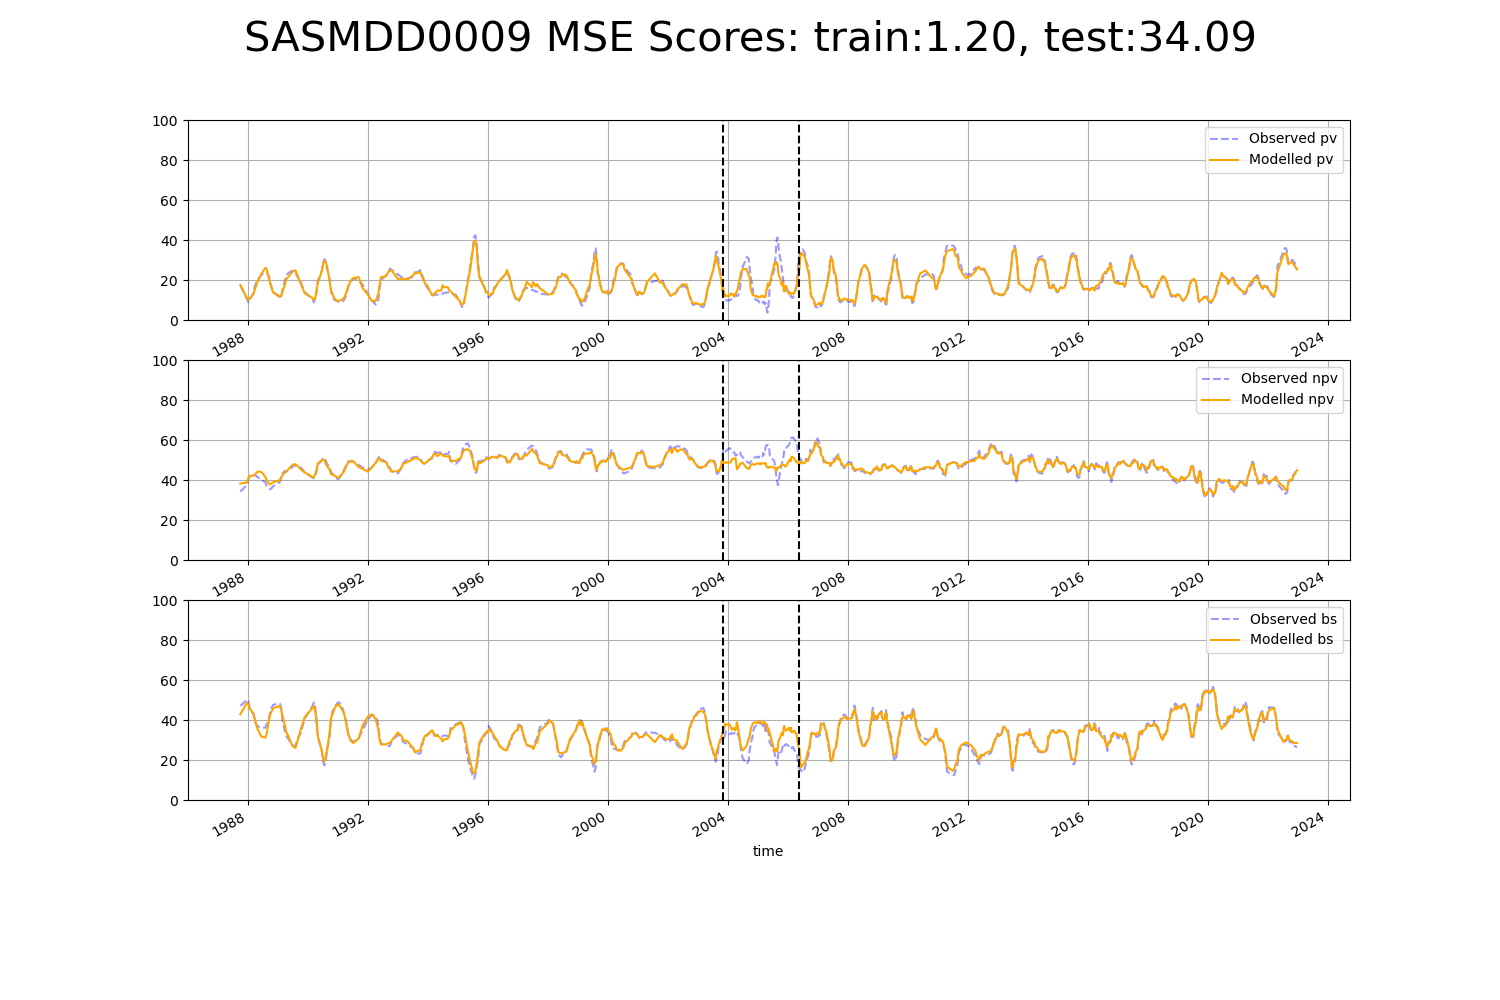 SASMDD0009 MSE Scores: train:1.20, test:34.09
100
80
60
40
20
0
Observed pv
Modelled pv
1988 1992 1996 2000 2004 2008 2012 2016 2020 2024
100
80
60
40
20
0
Observed npv
Modelled npv
1988 1992 1996 2000 2004 2008 2012 2016 2020 2024
100
80
60
40
20
0
Observed bs
Modelled bs
1988 1992 1996 2000 2004 2008 2012 2016 2020 2024
time